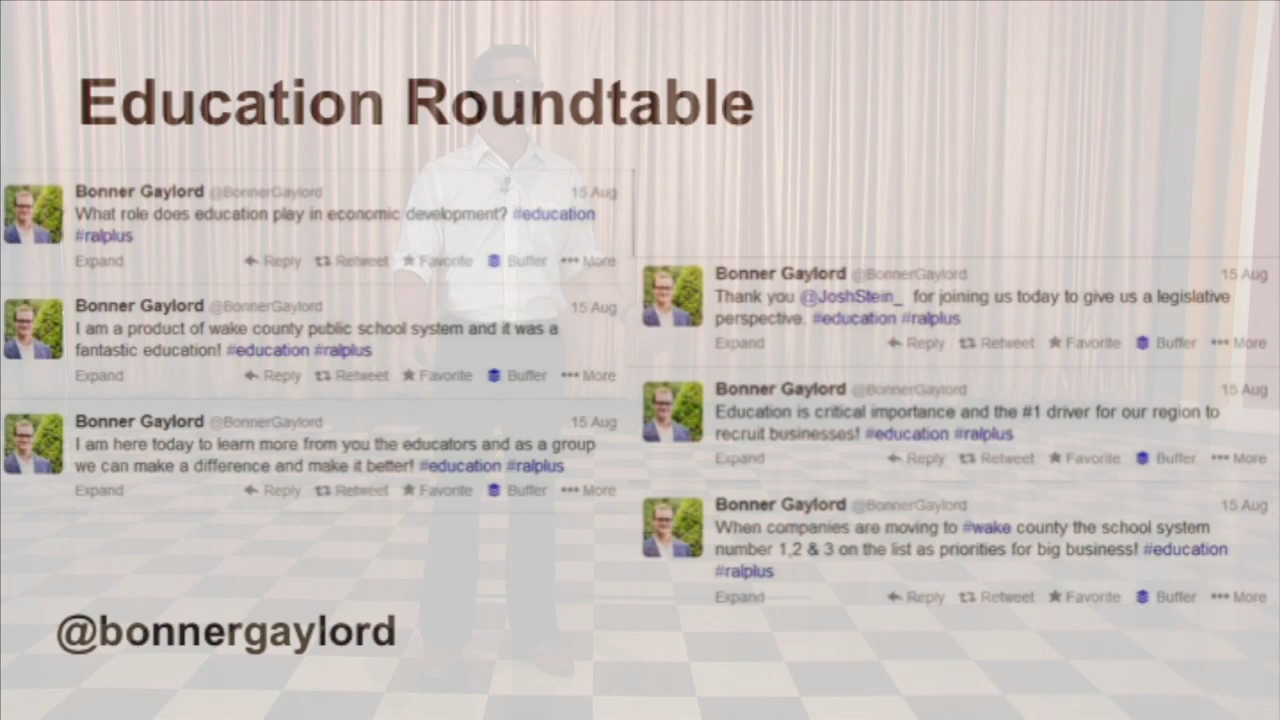 Education Roundtable
Bonner Gaylord @BonnerGaylord 15 Aug
What role does education play in economic development? #education
#ralplus
Expand Reply Retweet Favorite Buffer More
Bonner Gaylord @BonnerGaylord 15 Aug
I am a product of wake county public school system and it was a
fantastic education! #education #ralplus
Expand Reply Retweet Favorite Buffer More
Bonner Gaylord @BonnerGaylord 15 Aug
I am here today to learn more from you the educators and as a group
we can make a difference and make it better! #education #ralplus
Expand Reply Retweet Favorite Buffer More
Bonner Gaylord @BonnerGaylord 15 Aug
Thank you @JoshStein_ for joining us today to give us a legislative
perspective. #education #ralplus
Expand Reply Retweet Favorite Buffer More
Bonner Gaylord @BonnerGaylord 15 Aug
Education is critical importance and the #1 driver for our region to
recruit businesses! #education #ralplus
Expand Reply Retweet Favorite Buffer More
Bonner Gaylord @BonnerGaylord 15 Aug
When companies are moving to #wake county the school system
number 1,2 & 3 on the list as priorities for big business! #education
#ralplus
Expand Reply Retweet Favorite Buffer More
@bonnergaylord